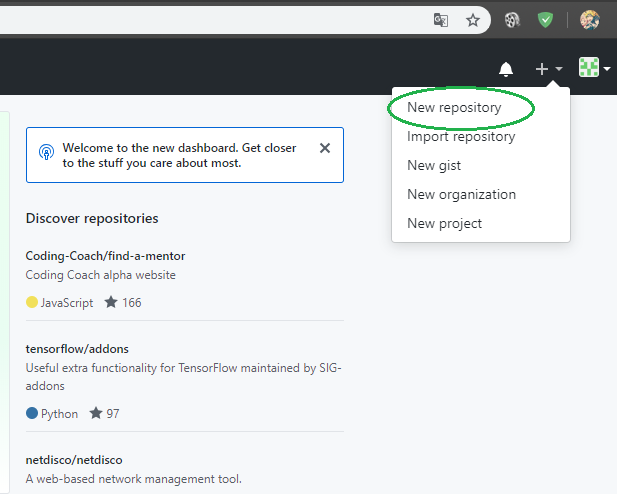 New repository
Import repository
New gist
New organization
New project
Welcome to the new dashboard. Get closer
to the stuff you care about most.
Discover repositories
Coding-Coach/find-a-mentor
Coding Coach alpha website
JavaScript 166
tensorflow/addons
Useful extra functionality for TensorFlow maintained by SIG-
addons
Python 97
netdisco/netdisco
A web-based network management tool.